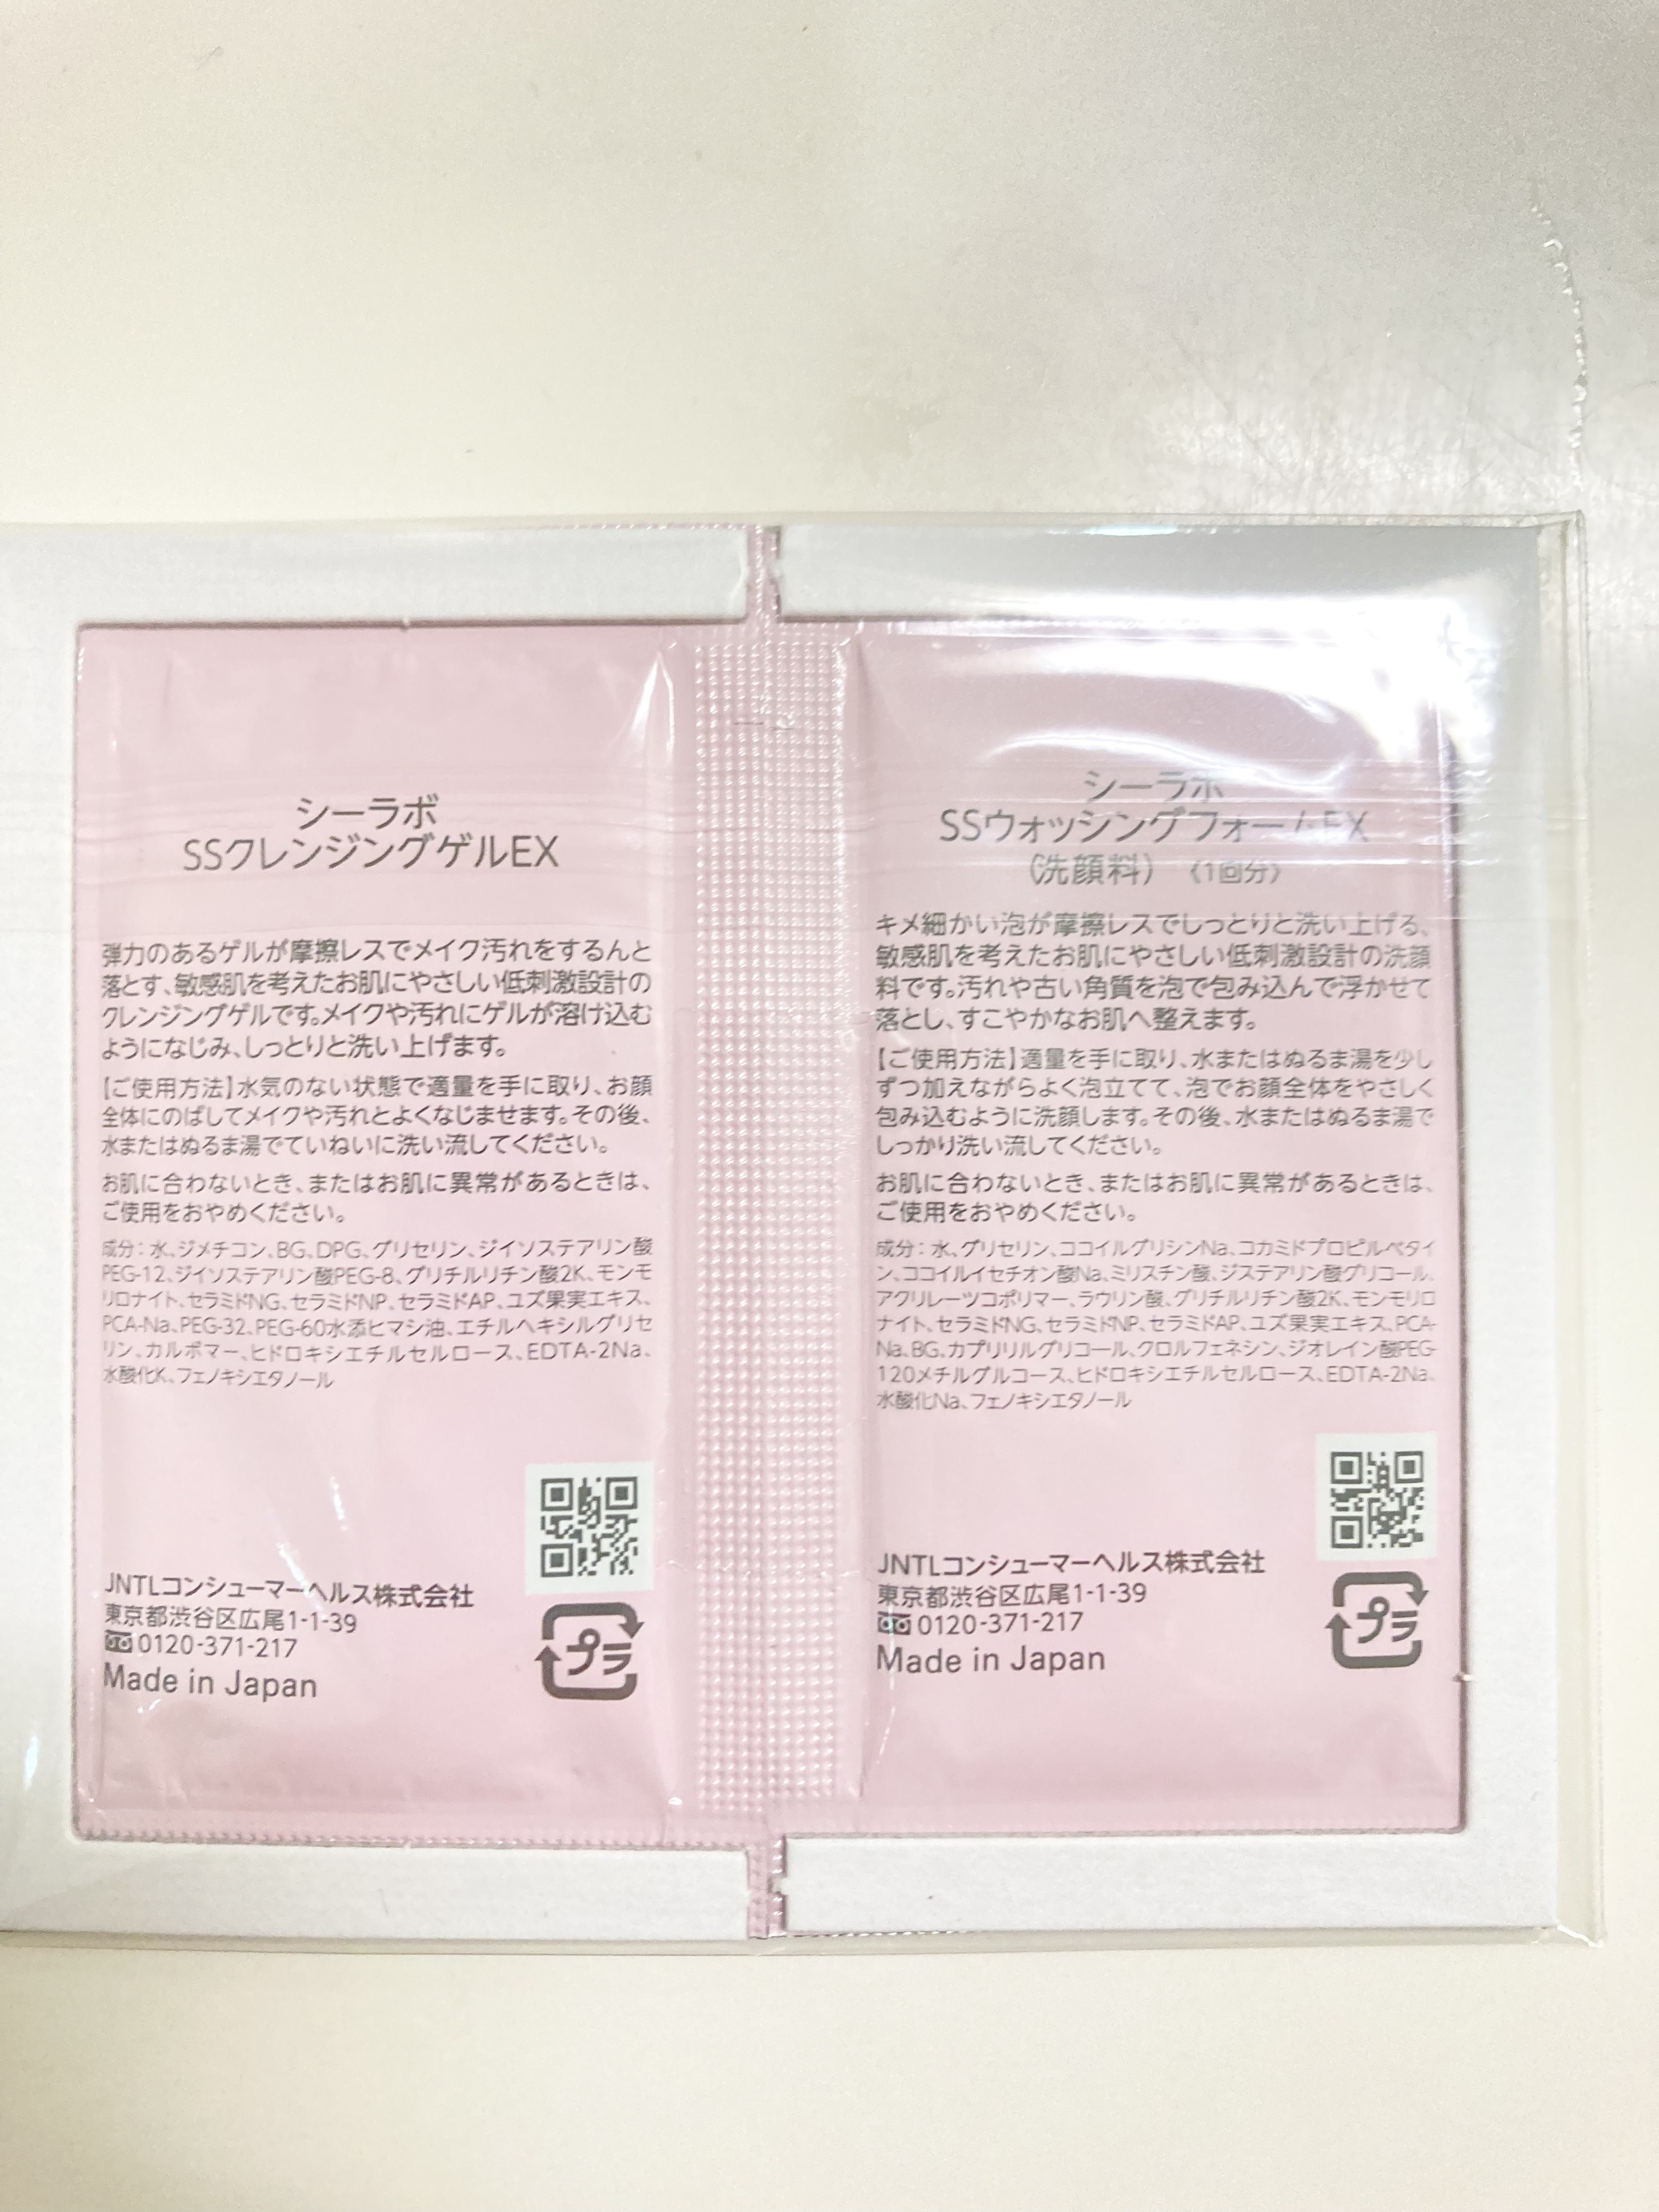 シーラボ
SSクレンジングゲルEX
弾力のあるゲルが摩擦レスでメイク汚れをするんと
落とす、敏感肌を考えたお肌にやさしい低刺激設計の
クレンジングゲルです。メイクや汚れにゲルが溶け込む
ようになじみ、しっとりと洗い上げます。
【ご使用方法】水気のない状態で適量を手に取り、お顔
全体にのばしてメイクや汚れとよくなじませます。その後、
水またはぬるま湯でていねいに洗い流してください。
お肌に合わないとき、またはお肌に異常があるときは、
ご使用をおやめください。
成分：水、ジメチコン、BG、DPG、グリセリン、ジイソステアリン酸
PEG-12、ジイソステアリン酸PEG-8、グリチルリチン酸2K、モンモ
リロナイト、セラミドNG、セラミドNP、セラミドAP、ユズ果実エキス、
PCA-Na、PEG-32、PEG-60水添ヒマシ油、エチルヘキシルグリセ
リン、カルボマー、ヒドロキシエチルセルロース、EDTA-2Na、
水酸化K、フェノキシエタノール
JNTLコンシューマーヘルス株式会社
東京都渋谷区広尾1-1-39
0120-371-217
Made in Japan
プラ
シーラボ
SSウォッシングフォームEX
（洗顔料）〈1回分〉
キメ細かい泡が摩擦レスでしっとりと洗い上げる、
敏感肌を考えたお肌にやさしい低刺激設計の洗顔
料です。汚れや古い角質を泡で包み込んで浮かせて
落とし、すこやかなお肌へ整えます。
【ご使用方法】適量を手に取り、水またはぬるま湯を少し
ずつ加えながらよく泡立てて、泡でお顔全体をやさしく
包み込むように洗顔します。その後、水またはぬるま湯で
しっかり洗い流してください。
お肌に合わないとき、またはお肌に異常があるときは、
ご使用をおやめください。
成分：水、グリセリン、ココイルグリシンNa、コカミドプロピルベタイ
ン、ココイルイセチオン酸Na、ミリスチン酸、ジステアリン酸グリコール、
アクリレーツコポリマー、ラウリン酸、グリチルリチン酸2K、モンモリロ
ナイト、セラミドNG、セラミドNP、セラミドAP、ユズ果実エキス、PCA-
Na、BG、カプリリルグリコール、クロルフェネシン、ジオレイン酸PEG-
120メチルグルコース、ヒドロキシエチルセルロース、EDTA-2Na、
水酸化Na、フェノキシエタノール
JNTLコンシューマーヘルス株式会社
東京都渋谷区広尾1-1-39
0120-371-217
Made in Japan
プラ